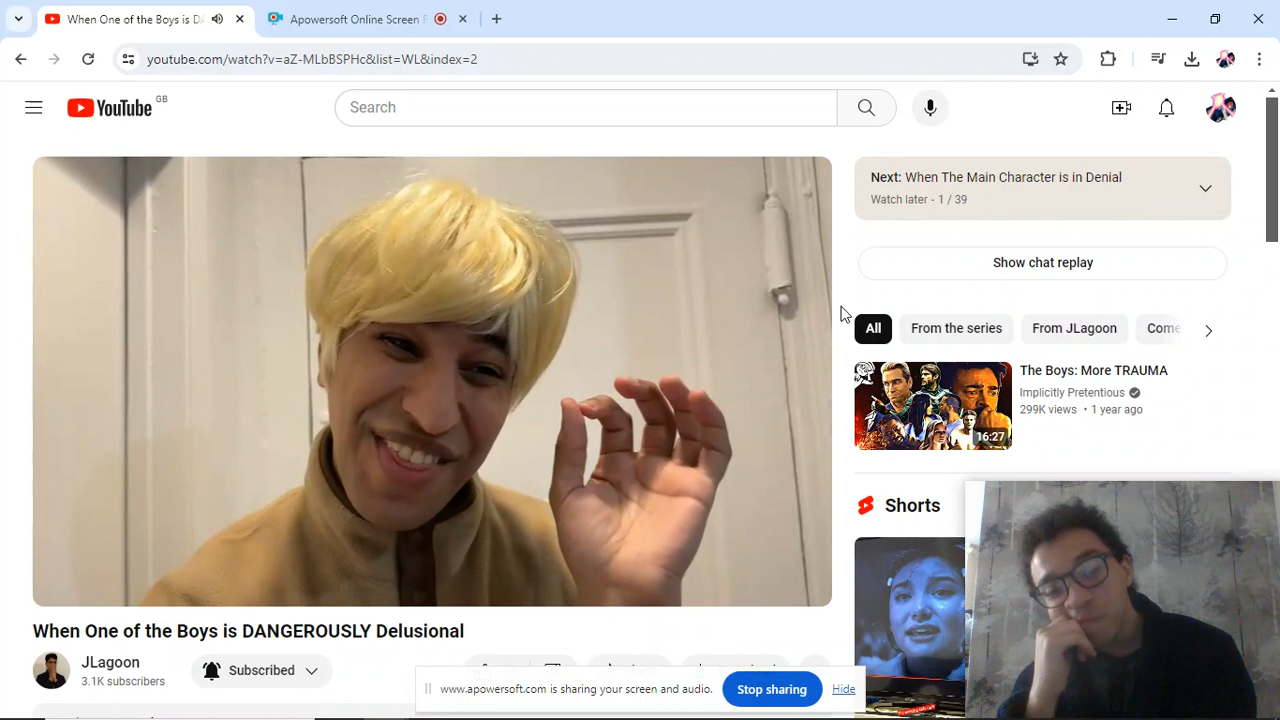 When One of the Boys is D
Apowersoft Online Screen
youtube.com/watch?v=aZ-MLbBSPHc&list=WL&index=2
YouTube GB
Search
Next: When The Main Character is in Denial
Watch later - 1 / 39
Show chat replay
All
From the series
From JLagoon
Come
The Boys: More TRAUMA
Implicitly Pretentious
299K views • 1 year ago
16:27
Shorts
When One of the Boys is DANGEROUSLY Delusional
JLagoon
3.1K subscribers
Subscribed
www.apowersoft.com is sharing your screen and audio.
Stop sharing
Hide